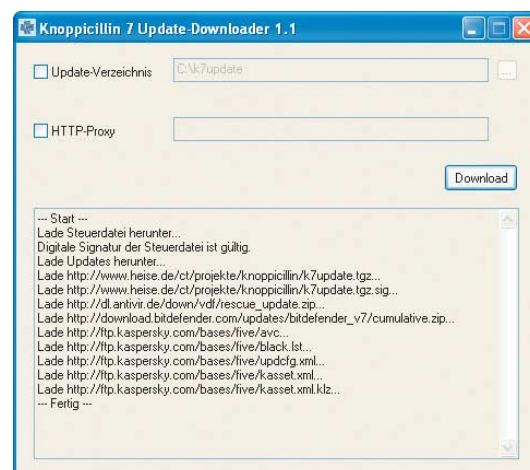 Knoppicillin 7 Update-Downloader 1.1
Update-Verzeichnis
C:\k7update
...
HTTP-Proxy
Download
--- Start ---
Lade Steuerdatei herunter...
Digitale Signatur der Steuerdatei ist gültig.
Lade Updates herunter...
Lade http://www.heise.de/ct/projekte/knoppicillin/k7update.tgz...
Lade http://www.heise.de/ct/projekte/knoppicillin/k7update.tgz.sig...
Lade http://dl.antivir.de/down/vdf/rescue_update.zip...
Lade http://download.bitdefender.com/updates/bitdefender_v7/cumulative.zip...
Lade http://ftp.kaspersky.com/bases/five/avc...
Lade http://ftp.kaspersky.com/bases/five/black.lst...
Lade http://ftp.kaspersky.com/bases/five/updcfg.xml...
Lade http://ftp.kaspersky.com/bases/five/kasset.xml...
Lade http://ftp.kaspersky.com/bases/five/kasset.xml.klz...
--- Fertig ---